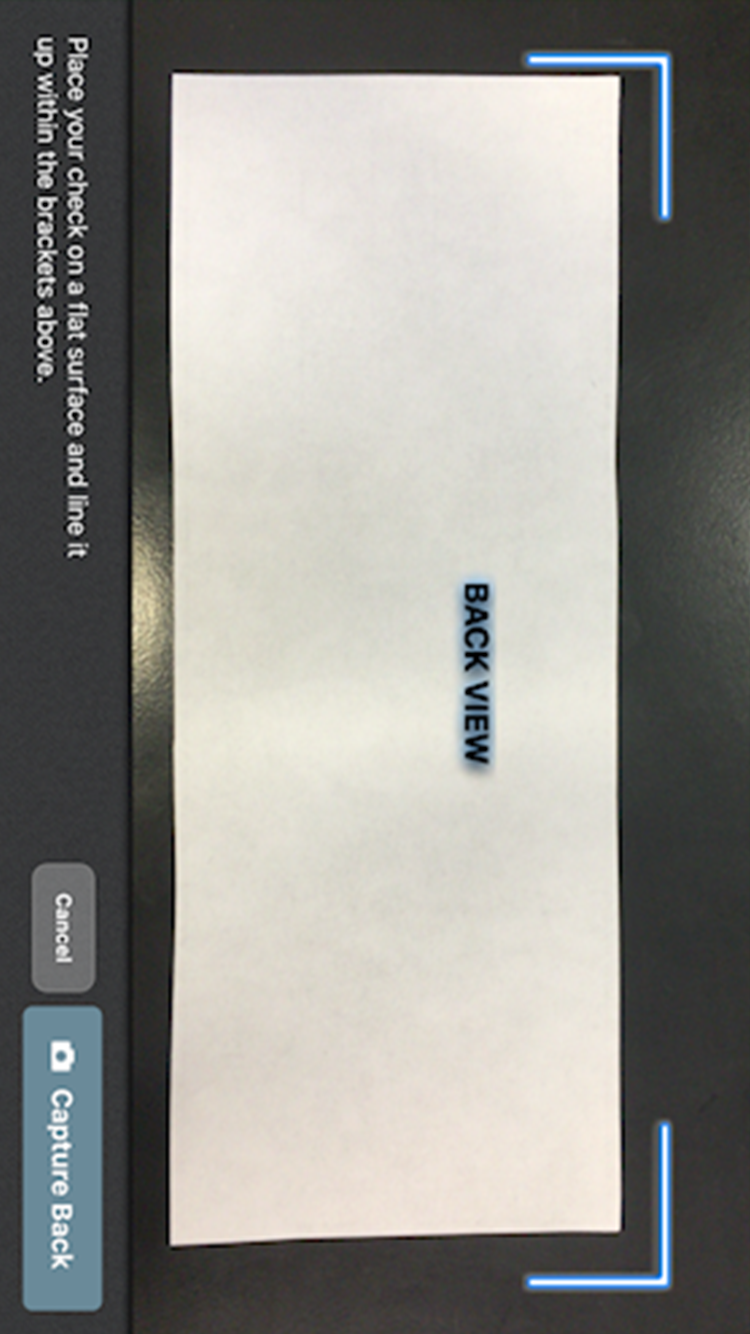 BACK VIEW
Place your check on a flat surface and line it
up within the brackets above.
Cancel
Capture Back